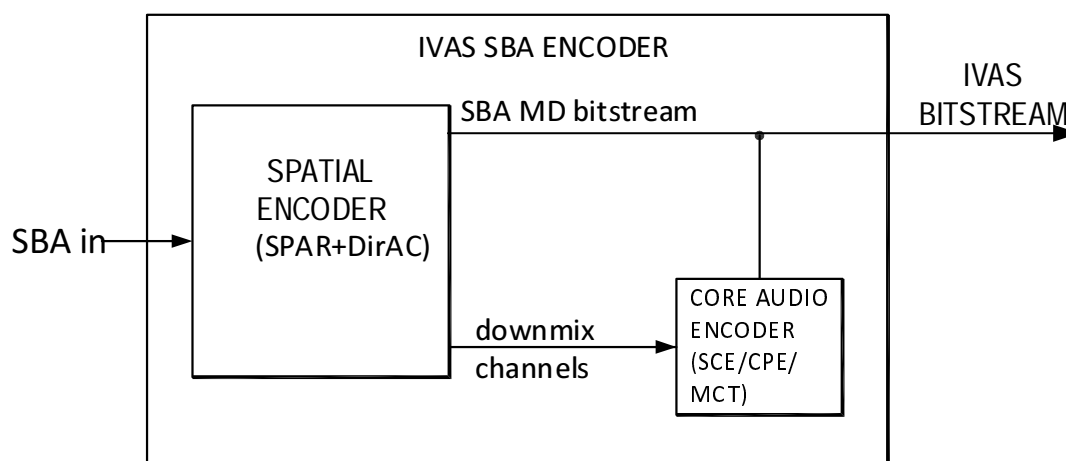 IVAS SBA ENCODER
IVAS
BITSTREAM
SBA MD bitstream
SPATIAL
ENCODER
(SPAR+DirAC)
SBA in
CORE AUDIO
ENCODER
(SCE/CPE/
MCT)
downmix
channels